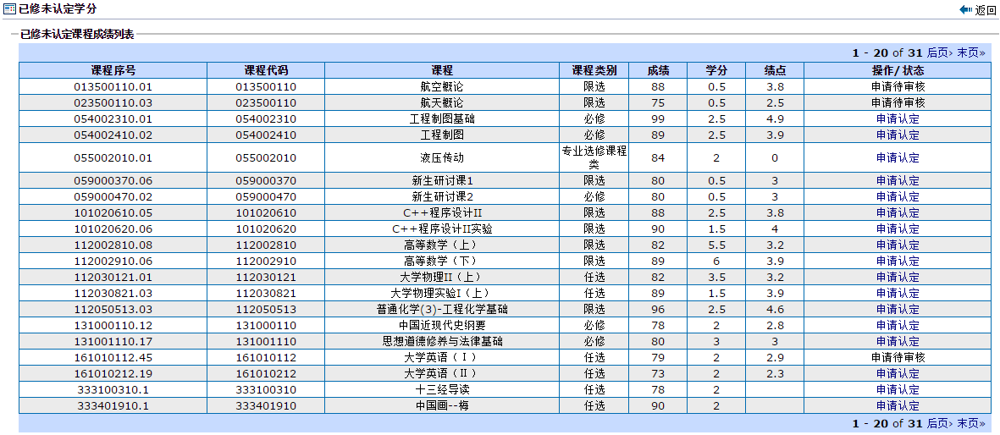 已修未认定学分 返回
已修未认定课程成绩列表
1 - 20 of 31 后页› 末页»
课程序号 课程代码 课程 课程类别 成绩 学分 绩点 操作/状态
013500110.01 013500110 航空概论 限选 88 0.5 3.8 申请待审核
023500110.03 023500110 航天概论 限选 75 0.5 2.5 申请待审核
054002310.01 054002310 工程制图基础 必修 99 2.5 4.9 申请认定
054002410.02 054002410 工程制图 必修 89 2.5 3.9 申请认定
055002010.01 055002010 液压传动 专业选修课程类 84 2 0 申请认定
059000370.06 059000370 新生研讨课1 限选 80 0.5 3 申请认定
059000470.02 059000470 新生研讨课2 必修 80 0.5 3 申请认定
101020610.05 101020610 C++程序设计II 限选 88 2.5 3.8 申请认定
101020620.06 101020620 C++程序设计II实验 限选 90 1.5 4 申请认定
112002810.08 112002810 高等数学（上） 限选 82 5.5 3.2 申请认定
112002910.06 112002910 高等数学（下） 限选 89 6 3.9 申请认定
112030121.01 112030121 大学物理II（上） 任选 82 3.5 3.2 申请认定
112030821.03 112030821 大学物理实验I（上） 任选 89 1.5 3.9 申请认定
112050513.03 112050513 普通化学(3)-工程化学基础 限选 96 2.5 4.6 申请认定
131000110.12 131000110 中国近现代史纲要 必修 78 2 2.8 申请认定
131001110.17 131001110 思想道德修养与法律基础 必修 80 3 3 申请认定
161010112.45 161010112 大学英语（Ⅰ） 任选 79 2 2.9 申请待审核
161010212.19 161010212 大学英语（Ⅱ） 任选 73 2 2.3 申请认定
333100310.1 333100310 十三经导读 任选 78 2 申请认定
333401910.1 333401910 中国画--梅 任选 90 2 申请认定
1 - 20 of 31 后页› 末页»